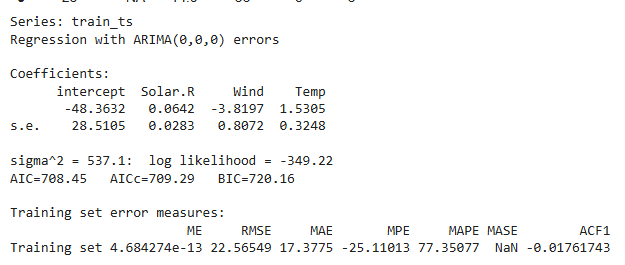 Series: train_ts
Regression with ARIMA(0,0,0) errors
Coefficients:
intercept Solar.R Wind Temp
-48.3632 0.0642 -3.8197 1.5305
s.e. 28.5105 0.0283 0.8072 0.3248
sigma^2 = 537.1: log likelihood = -349.22
AIC=708.45 AICc=709.29 BIC=720.16
Training set error measures:
ME RMSE MAE MPE MAPE MASE ACF1
Training set 4.684274e-13 22.56549 17.3775 -25.11013 77.35077 NaN -0.01761743